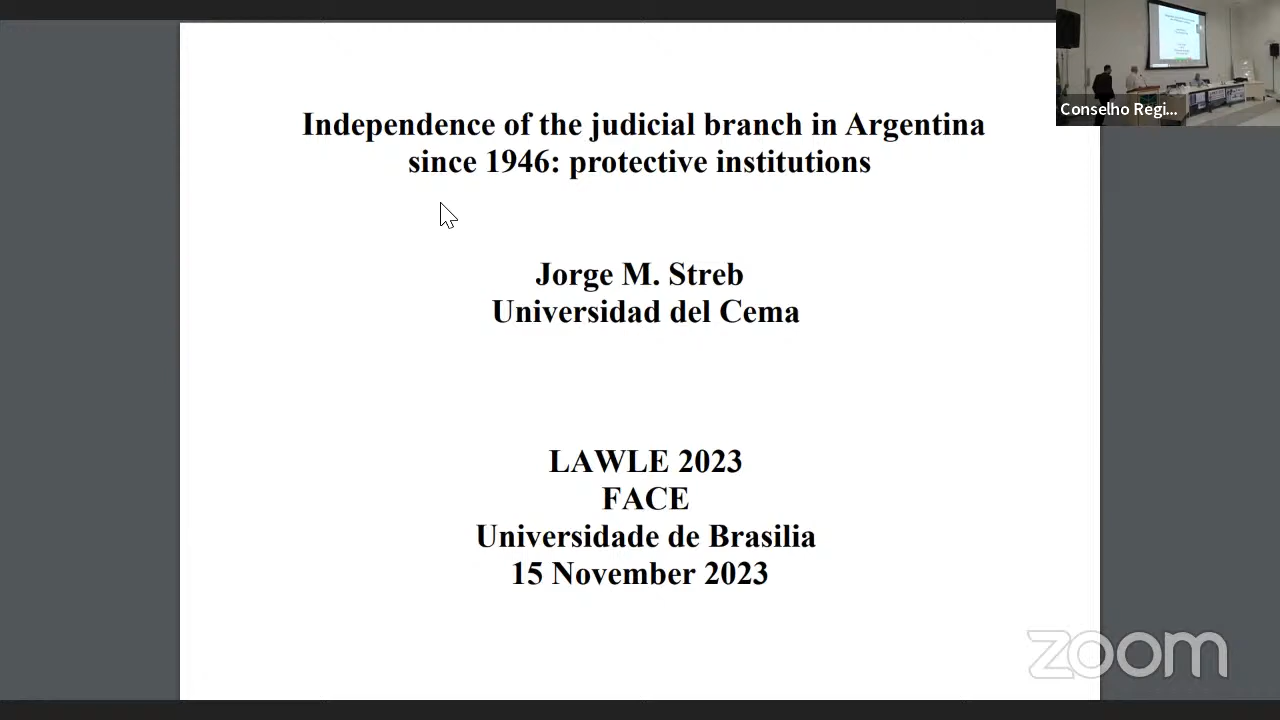 Independence of the judicial branch in Argentina
since 1946: protective institutions
Jorge M. Streb
Universidad del Cema
LAWLE 2023
FACE
Universidade de Brasilia
15 November 2023
Conselho Regi...
zoom